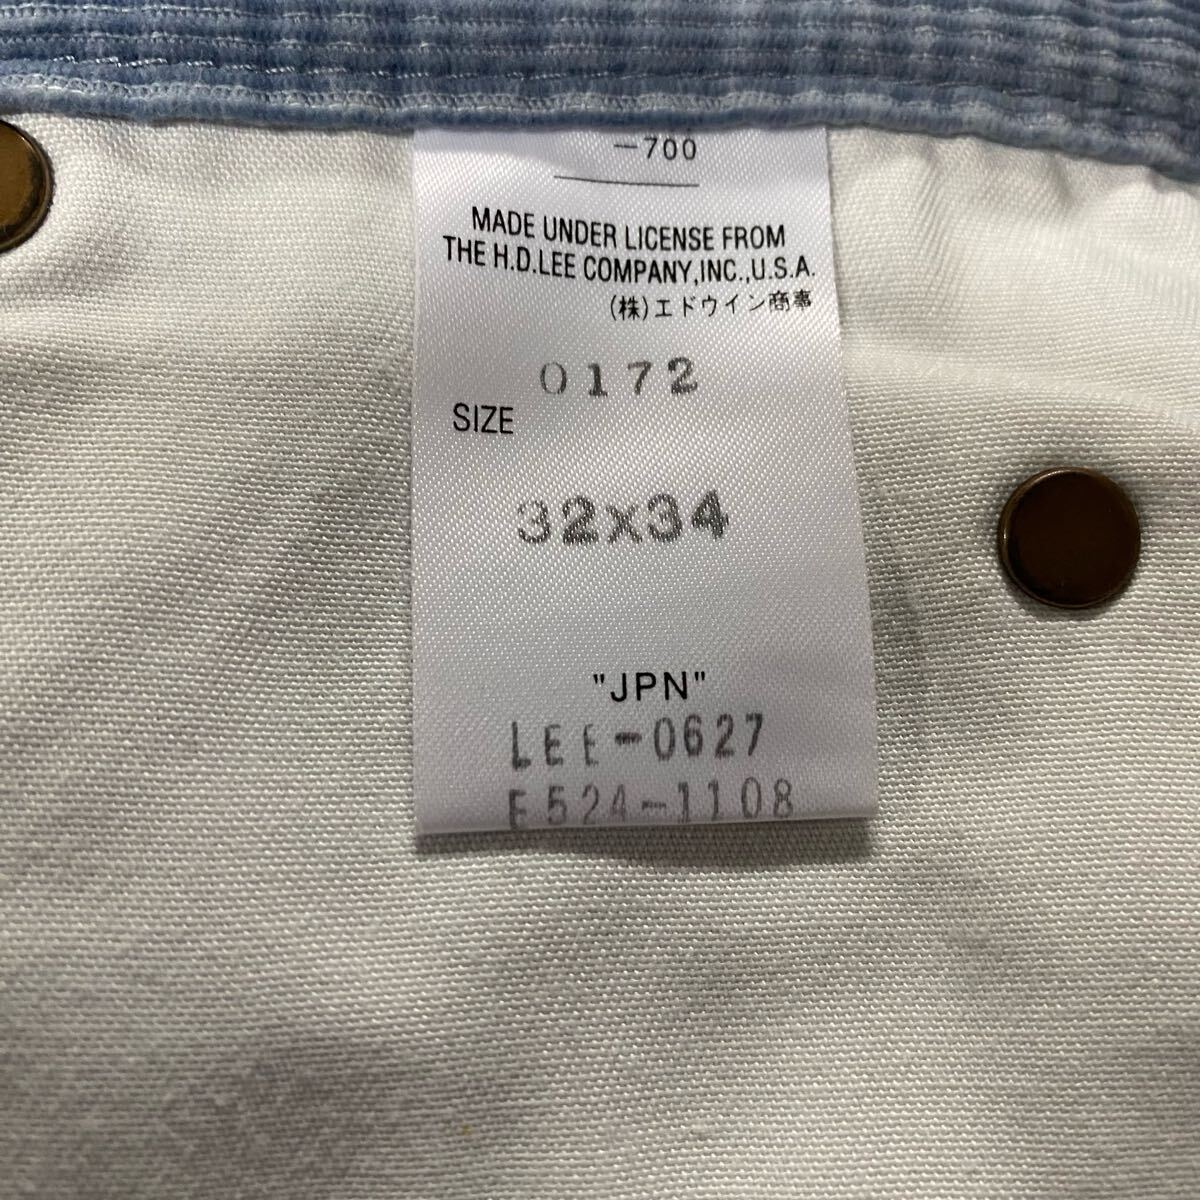 -700
MADE UNDER LICENSE FROM
THE H.D.LEE COMPANY,INC.,U.S.A.
(株)エドウイン商事
0172
SIZE
32x34
"JPN"
LEE-0627
E524-1108